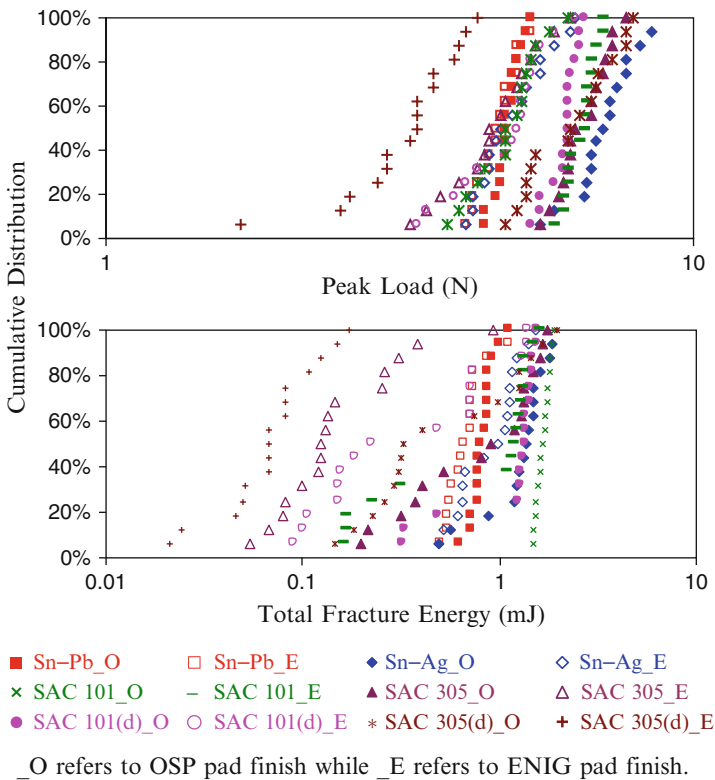 100%
80%
60%
40%
20%
0%
1 10
Peak Load (N)
Cumulative Distribution
100%
80%
60%
40%
20%
0%
0.01 0.1 1 10
Total Fracture Energy (mJ)
Sn–Pb_O Sn–Pb_E Sn–Ag_O Sn–Ag_E
SAC 101_O SAC 101_E SAC 305_O SAC 305_E
SAC 101(d)_O SAC 101(d)_E SAC 305(d)_O SAC 305(d)_E
_O refers to OSP pad finish while _E refers to ENIG pad finish.